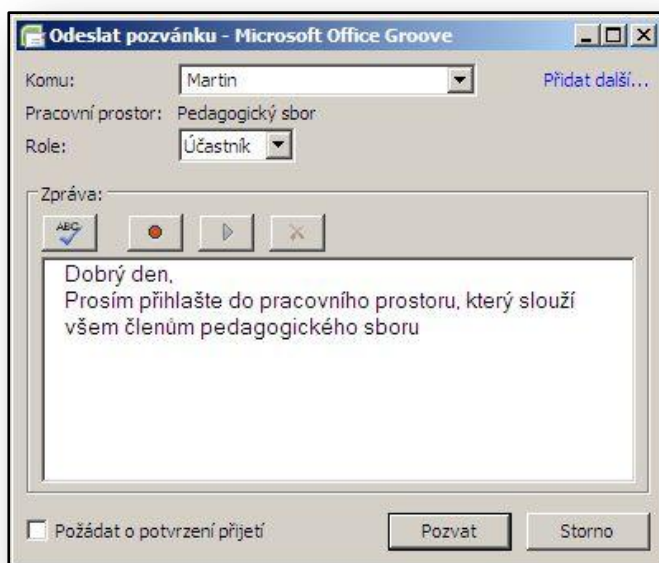 Odeslat pozvánku - Microsoft Office Groove
Komu: Martin Přidat další...
Pracovní prostor: Pedagogický sbor
Role: Účastník
Zpráva:
ABC
Dobrý den,
Prosím přihlašte do pracovního prostoru, který slouží
všem členům pedagogického sboru
Požádat o potvrzení přijetí Pozvat Storno